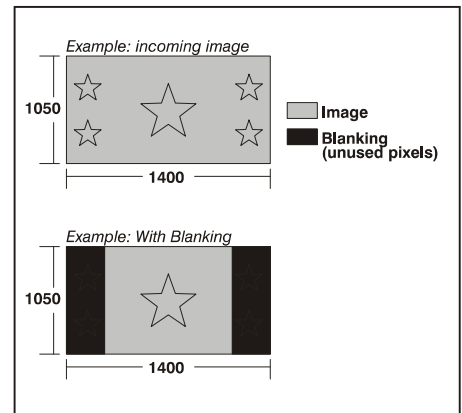 Example: incoming image
1050
1400
Image
Blanking
(unused pixels)
Example: With Blanking
1050
1400